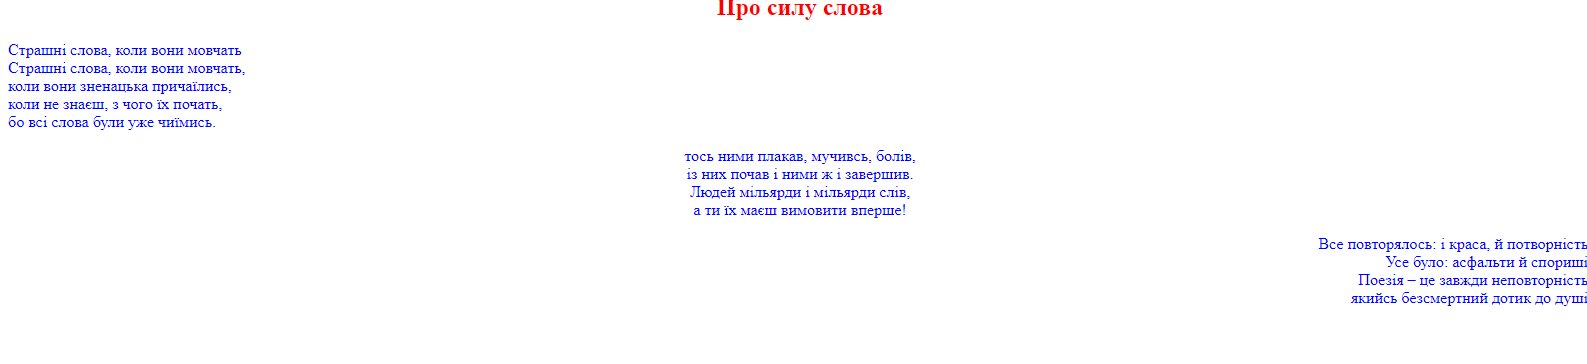 Про силу слова
Страшні слова, коли вони мовчать
Страшні слова, коли вони мовчать,
коли вони зненацька причаїлись,
коли не знаєш, з чого їх почать,
бо всі слова були уже чиїмись.
тось ними плакав, мучивсь, болів,
із них почав і ними ж і завершив.
Людей мільярди і мільярди слів,
а ти їх маєш вимовити вперше!
Все повторялось: і краса, й потворність
Усе було: асфальти й спориші
Поезія – це завжди неповторність
якийсь безсмертний дотик до душі